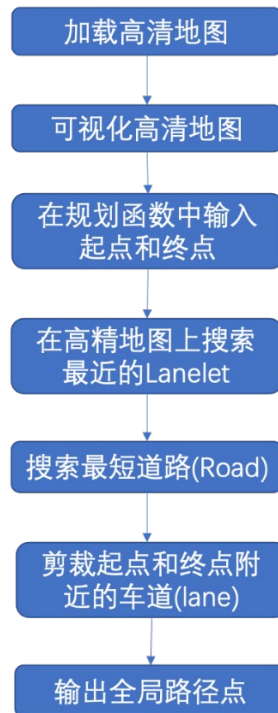 加载高清地图
可视化高清地图
在规划函数中输入
起点和终点
在高精地图上搜索
最近的Lanelet
搜索最短道路(Road)
剪裁起点和终点附
近的车道(lane)
输出全局路径点